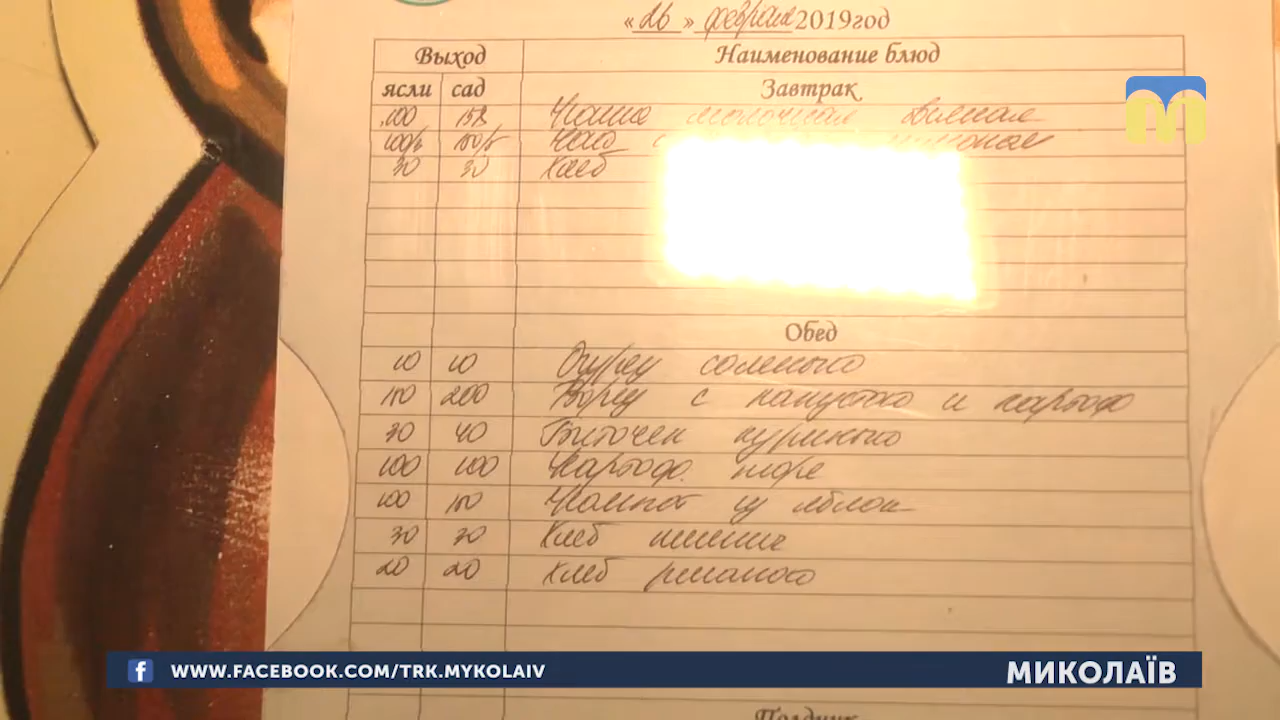 « 26 » февраля 2019год
Выход Наименование блюд
ясли сад Завтрак
100 Каша молочная
30 30 Хлеб
Обед
10 10 Огурец соленый
150 200 Борщ с капустой и картоф
30 40 Биточек куриный
100 100 Картоф. пюре
100 150 Компот из яблок
30 30 Хлеб пшенич
20 20 Хлеб ржаной
Полдник
WWW.FACEBOOK.COM/TRK.MYKOLAIV
МИКОЛАЇВ